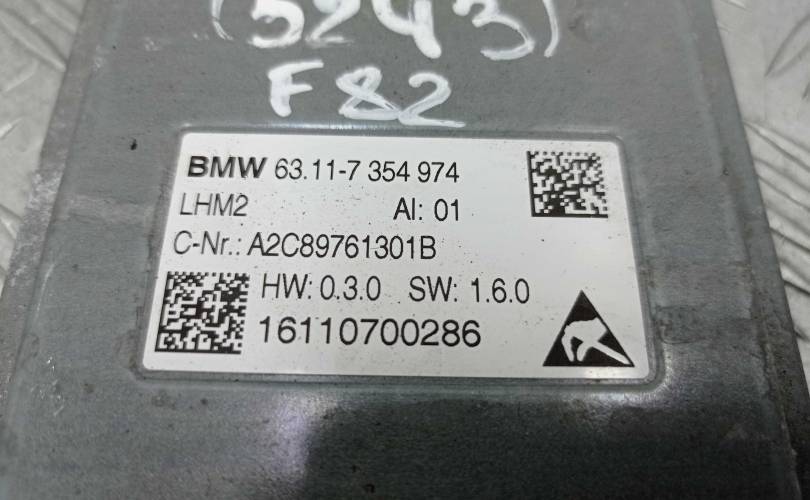 (5243)
F82
BMW 63.11-7 354 974
LHM2 AI: 01
C-Nr.: A2C89761301B
HW: 0.3.0 SW: 1.6.0
16110700286